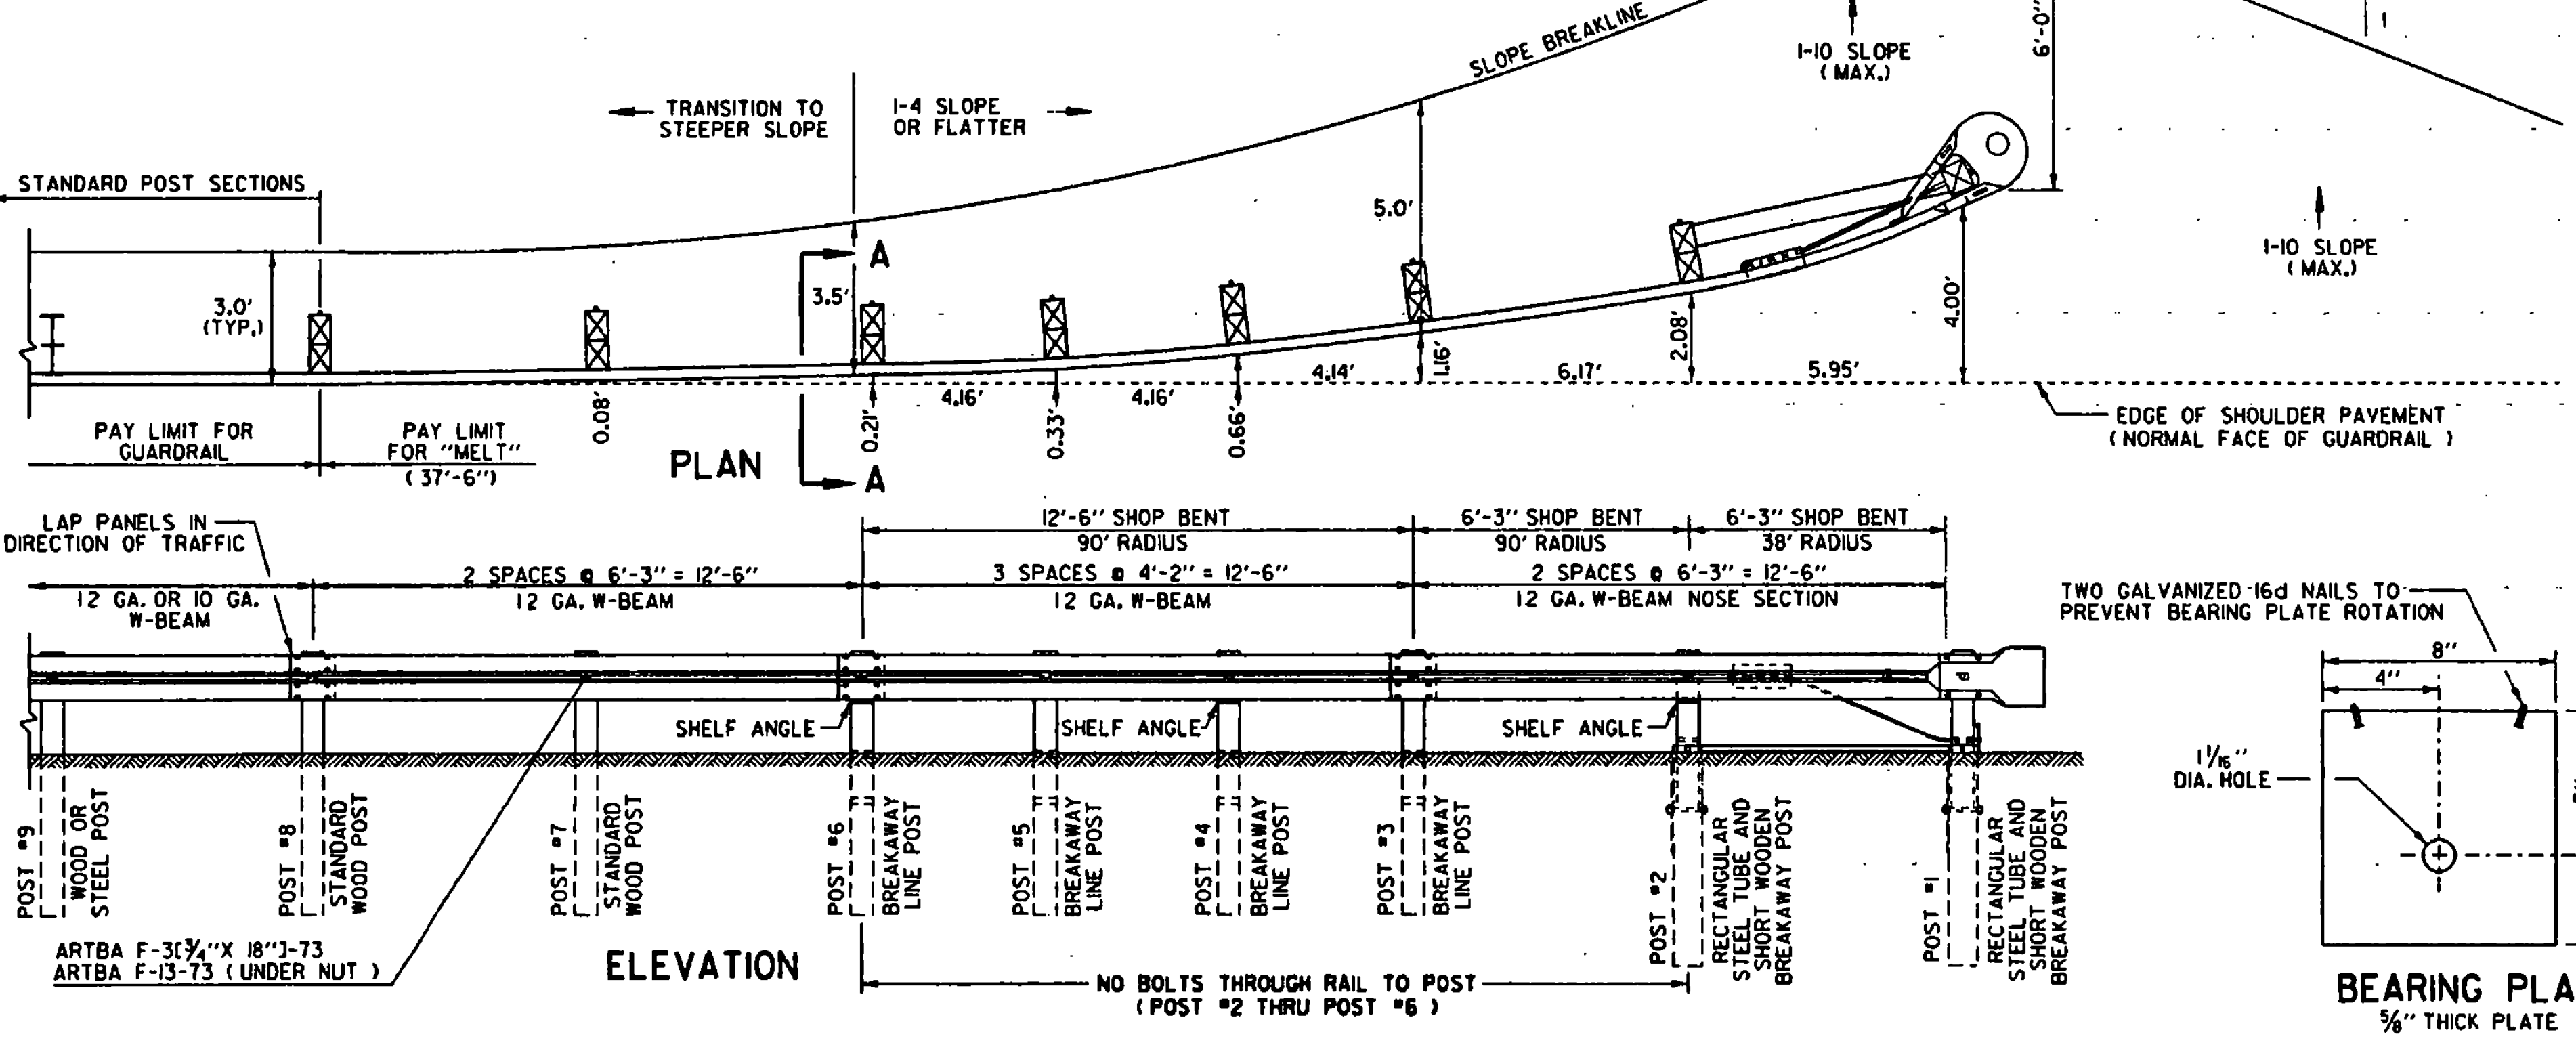 SLOPE BREAKLINE
1-10 SLOPE
(MAX.)
6'-0"
1
TRANSITION TO
STEEPER SLOPE
1-4 SLOPE
OR FLATTER
STANDARD POST SECTIONS
A
3.0'
(TYP.)
3.5'
5.0'
1-10 SLOPE
(MAX.)
0.08'
0.21'
4.16'
0.33'
4.16'
0.66'
4.14'
1.16'
6.17'
2.08'
5.95'
4.00'
EDGE OF SHOULDER PAVEMENT
(NORMAL FACE OF GUARDRAIL)
PAY LIMIT FOR
GUARDRAIL
PAY LIMIT
FOR "MELT"
(37'-6")
PLAN
A
LAP PANELS IN
DIRECTION OF TRAFFIC
12'-6" SHOP BENT
90' RADIUS
6'-3" SHOP BENT
90' RADIUS
6'-3" SHOP BENT
38' RADIUS
12 GA. OR 10 GA.
W-BEAM
2 SPACES @ 6'-3" = 12'-6"
12 GA. W-BEAM
3 SPACES @ 4'-2" = 12'-6"
12 GA. W-BEAM
2 SPACES @ 6'-3" = 12'-6"
12 GA. W-BEAM NOSE SECTION
SHELF ANGLE
SHELF ANGLE
SHELF ANGLE
POST #9
WOOD OR
STEEL POST
POST #8
STANDARD
WOOD POST
POST #7
STANDARD
WOOD POST
POST #6
BREAKAWAY
LINE POST
POST #5
BREAKAWAY
LINE POST
POST #4
BREAKAWAY
LINE POST
POST #3
BREAKAWAY
LINE POST
POST #2
RECTANGULAR
STEEL TUBE AND
SHORT WOODEN
BREAKAWAY POST
POST #1
RECTANGULAR
STEEL TUBE AND
SHORT WOODEN
BREAKAWAY POST
ARTBA F-3[3/4"X 18"]-73
ARTBA F-13-73 (UNDER NUT)
ELEVATION
NO BOLTS THROUGH RAIL TO POST
(POST #2 THRU POST #6)
TWO GALVANIZED 16d NAILS TO
PREVENT BEARING PLATE ROTATION
8"
4"
1 1/16"
DIA. HOLE
BEARING PLA
5/8" THICK PLATE